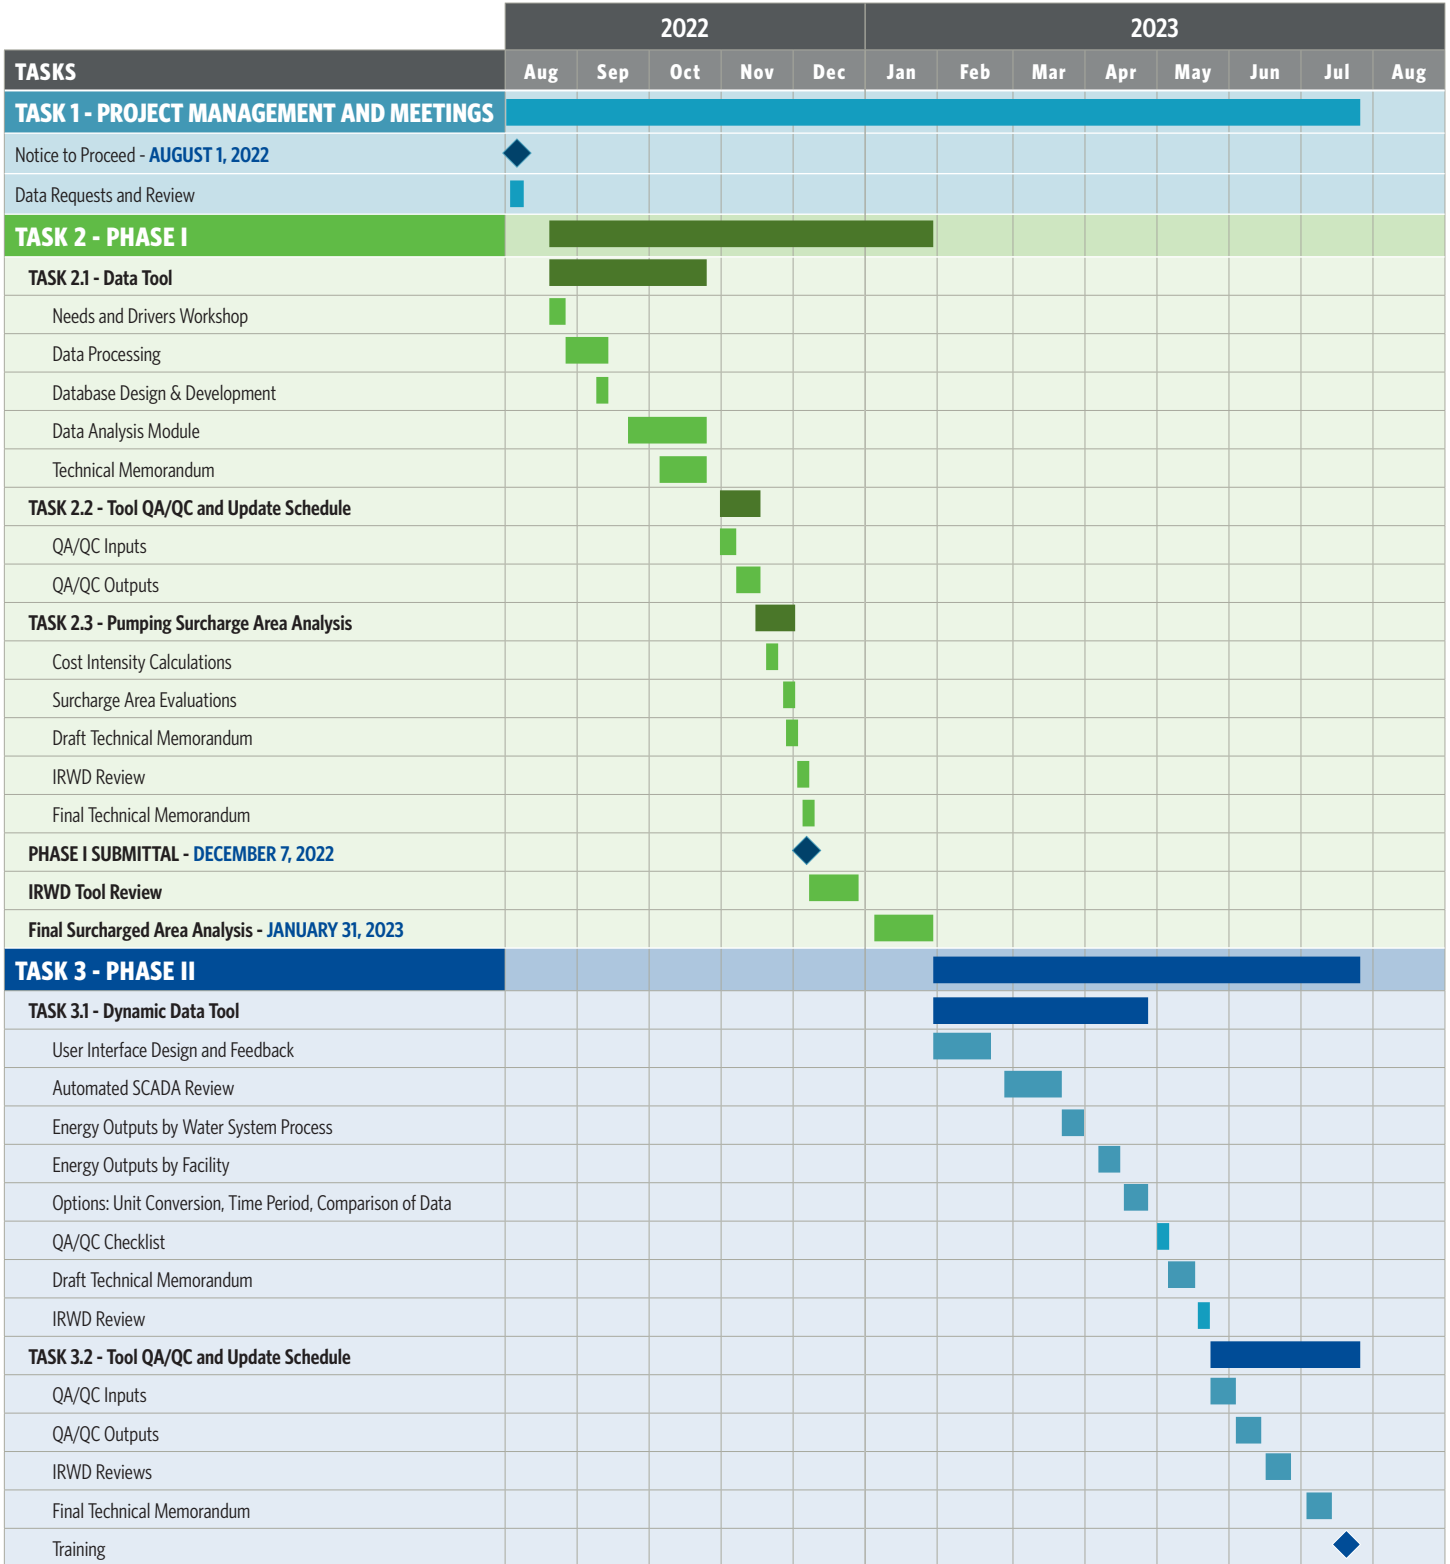 2022 2023
TASKS Aug Sep Oct Nov Dec Jan Feb Mar Apr May Jun Jul Aug
TASK 1 - PROJECT MANAGEMENT AND MEETINGS
Notice to Proceed - AUGUST 1, 2022
Data Requests and Review
TASK 2 - PHASE I
TASK 2.1 - Data Tool
Needs and Drivers Workshop
Data Processing
Database Design & Development
Data Analysis Module
Technical Memorandum
TASK 2.2 - Tool QA/QC and Update Schedule
QA/QC Inputs
QA/QC Outputs
TASK 2.3 - Pumping Surcharge Area Analysis
Cost Intensity Calculations
Surcharge Area Evaluations
Draft Technical Memorandum
IRWD Review
Final Technical Memorandum
PHASE I SUBMITTAL - DECEMBER 7, 2022
IRWD Tool Review
Final Surcharged Area Analysis - JANUARY 31, 2023
TASK 3 - PHASE II
TASK 3.1 - Dynamic Data Tool
User Interface Design and Feedback
Automated SCADA Review
Energy Outputs by Water System Process
Energy Outputs by Facility
Options: Unit Conversion, Time Period, Comparison of Data
QA/QC Checklist
Draft Technical Memorandum
IRWD Review
TASK 3.2 - Tool QA/QC and Update Schedule
QA/QC Inputs
QA/QC Outputs
IRWD Reviews
Final Technical Memorandum
Training